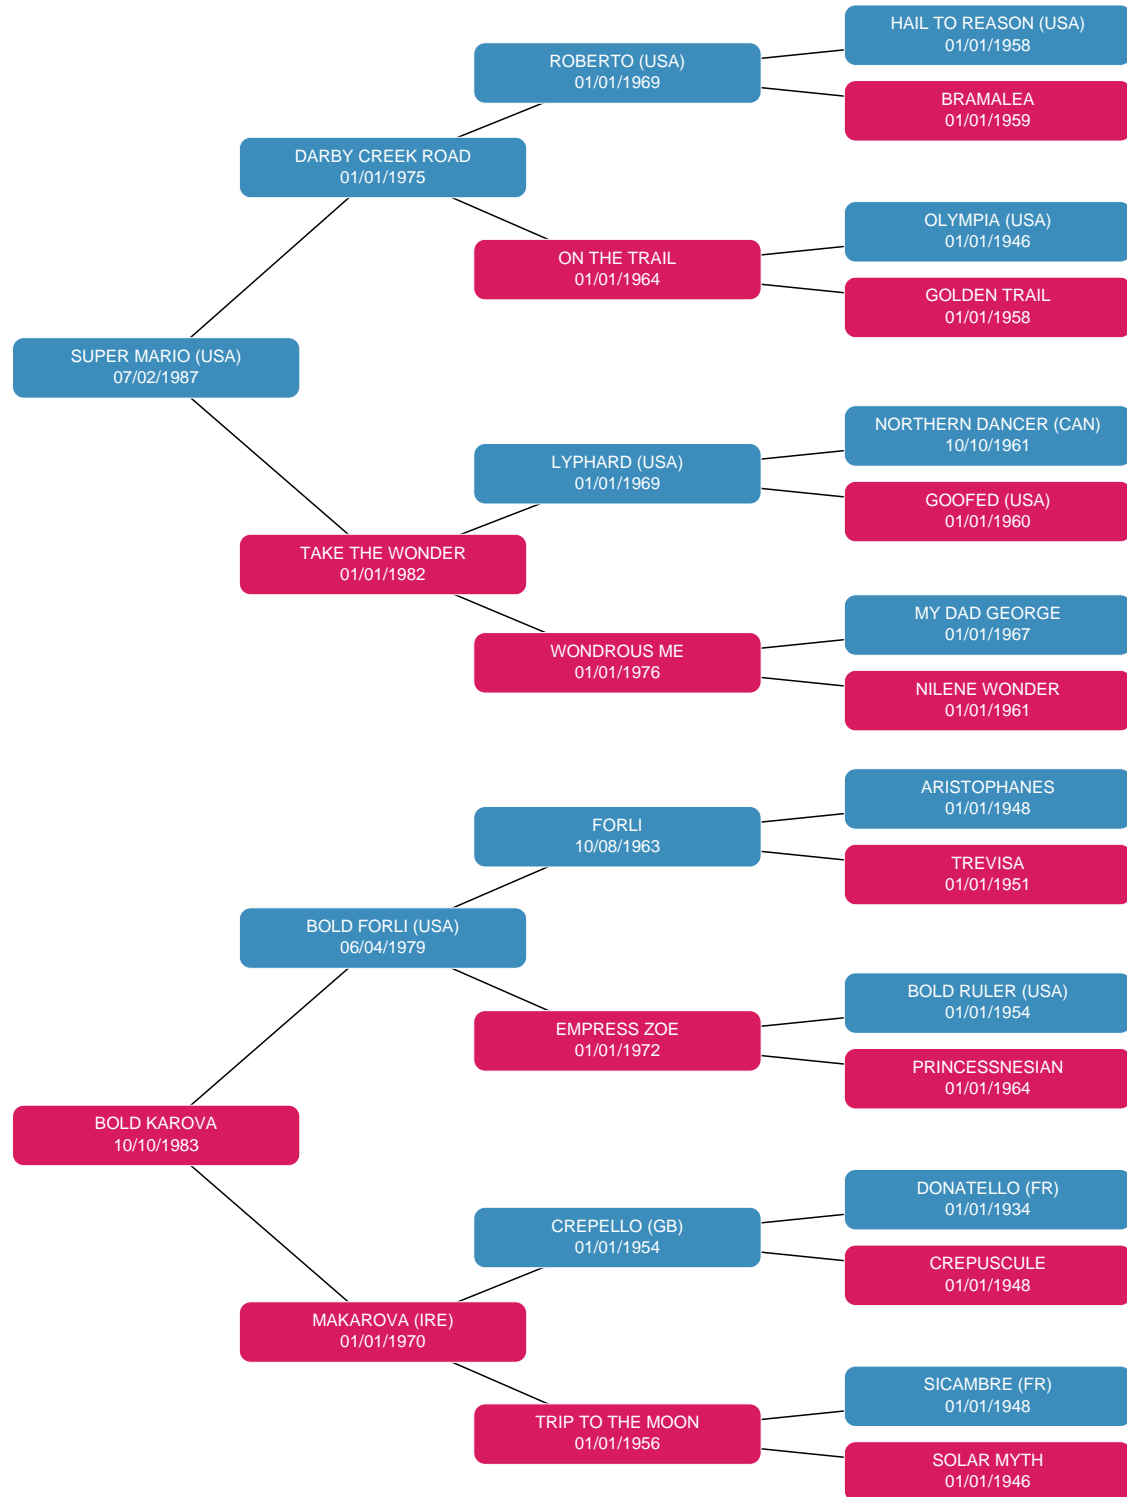 HAIL TO REASON (USA)
01/01/1958
ROBERTO (USA)
01/01/1969
BRAMALEA
01/01/1959
DARBY CREEK ROAD
01/01/1975
OLYMPIA (USA)
01/01/1946
ON THE TRAIL
01/01/1964
GOLDEN TRAIL
01/01/1958
SUPER MARIO (USA)
07/02/1987
NORTHERN DANCER (CAN)
10/10/1961
LYPHARD (USA)
01/01/1969
GOOFED (USA)
01/01/1960
TAKE THE WONDER
01/01/1982
MY DAD GEORGE
01/01/1967
WONDROUS ME
01/01/1976
NILENE WONDER
01/01/1961
ARISTOPHANES
01/01/1948
FORLI
10/08/1963
TREVISA
01/01/1951
BOLD FORLI (USA)
06/04/1979
BOLD RULER (USA)
01/01/1954
EMPRESS ZOE
01/01/1972
PRINCESSNESIAN
01/01/1964
BOLD KAROVA
10/10/1983
DONATELLO (FR)
01/01/1934
CREPELLO (GB)
01/01/1954
CREPUSCULE
01/01/1948
MAKAROVA (IRE)
01/01/1970
SICAMBRE (FR)
01/01/1948
TRIP TO THE MOON
01/01/1956
SOLAR MYTH
01/01/1946